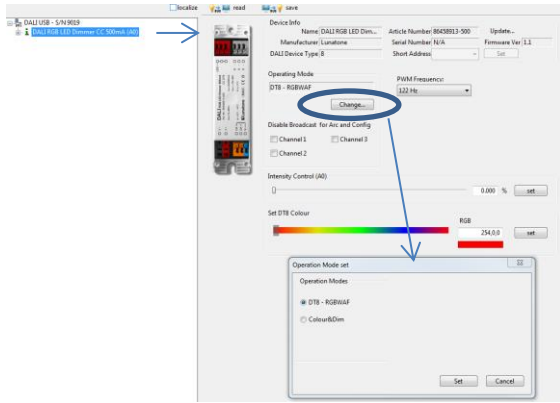 localize read save
DALI USB - S/N 9019
DALI RGB LED Dimmer CC 500mA (A0)
Device Info
Name DALI RGB LED Dim... Article Number 86458913-500 Update...
Manufacturer Lunatone Serial Number N/A Firmware Ver 1.1
DALI Device Type 8 Short Address Set
Operating Mode
DT8 - RGBWAF
PWM Frequency:
122 Hz
Change...
Disable Broadcast for Arc and Config
Channel 1 Channel 3
Channel 2
Intensity Control (A0)
0.000 % set
Set DT8 Colour
RGB
254,0,0 set
Operation Mode set
Operation Modes
DT8 - RGBWAF
Colour&Dim
Set Cancel